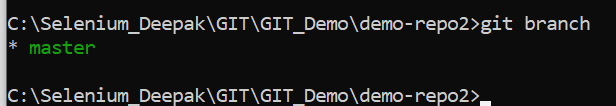 C:\Selenium_Deepak\GIT\GIT_Demo\demo-repo2>git branch
* master
C:\Selenium_Deepak\GIT\GIT_Demo\demo-repo2>